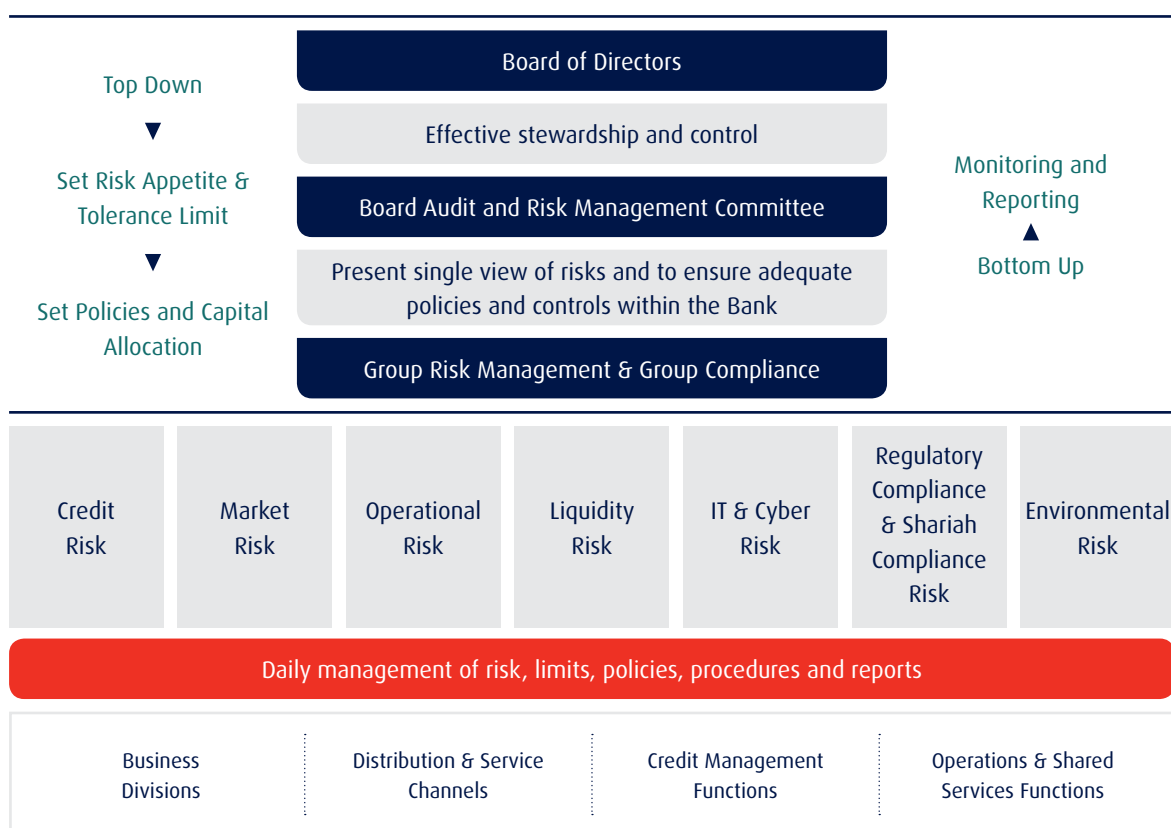 Top Down
Set Risk Appetite &
Tolerance Limit
Set Policies and Capital
Allocation
Board of Directors
Effective stewardship and control
Board Audit and Risk Management Committee
Present single view of risks and to ensure adequate
policies and controls within the Bank
Group Risk Management & Group Compliance
Monitoring and
Reporting
Bottom Up
Credit
Risk
Market
Risk
Operational
Risk
Liquidity
Risk
IT & Cyber
Risk
Regulatory
Compliance
& Shariah
Compliance
Risk
Environmental
Risk
Daily management of risk, limits, policies, procedures and reports
Business
Divisions
Distribution & Service
Channels
Credit Management
Functions
Operations & Shared
Services Functions